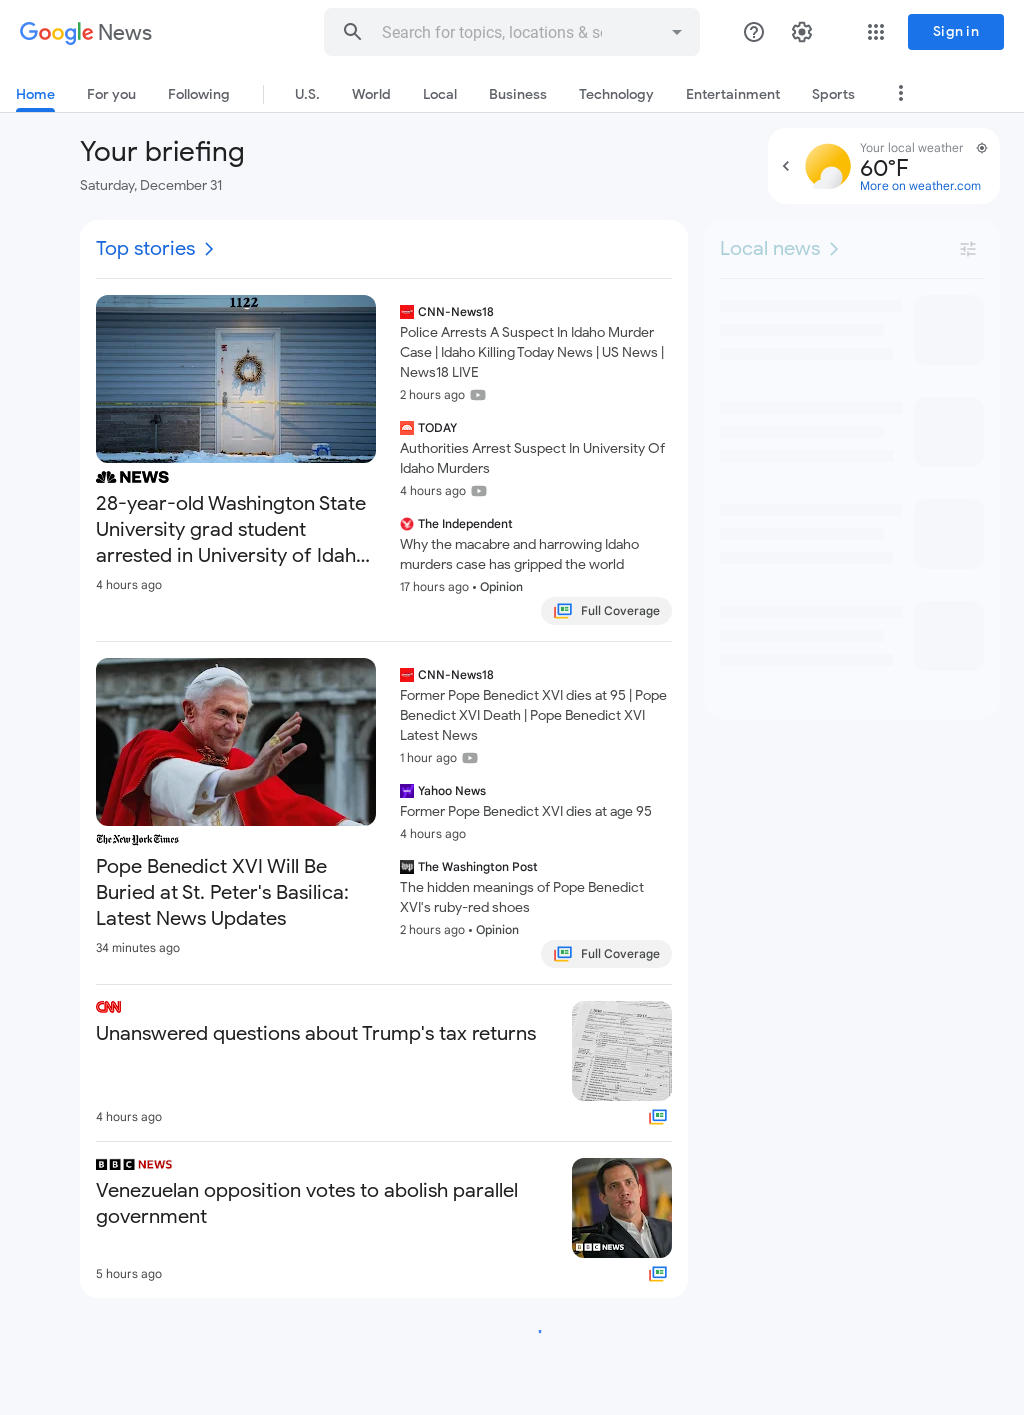 Google News
Search for topics, locations & so
Sign in
Home
For you
Following
U.S.
World
Local
Business
Technology
Entertainment
Sports
Your briefing
Saturday, December 31
Your local weather
60°F
More on weather.com
Top stories
Local news
1122
NEWS
28-year-old Washington State
University grad student
arrested in University of Idah...
4 hours ago
CNN-News18
Police Arrests A Suspect In Idaho Murder
Case | Idaho Killing Today News | US News |
News18 LIVE
2 hours ago
TODAY
Authorities Arrest Suspect In University Of
Idaho Murders
4 hours ago
The Independent
Why the macabre and harrowing Idaho
murders case has gripped the world
17 hours ago • Opinion
Full Coverage
The New York Times
Pope Benedict XVI Will Be
Buried at St. Peter's Basilica:
Latest News Updates
34 minutes ago
CNN-News18
Former Pope Benedict XVI dies at 95 | Pope
Benedict XVI Death | Pope Benedict XVI
Latest News
1 hour ago
Yahoo News
Former Pope Benedict XVI dies at age 95
4 hours ago
The Washington Post
The hidden meanings of Pope Benedict
XVI's ruby-red shoes
2 hours ago • Opinion
Full Coverage
CNN
Unanswered questions about Trump's tax returns
4 hours ago
BBC NEWS
Venezuelan opposition votes to abolish parallel
government
BBC NEWS
5 hours ago